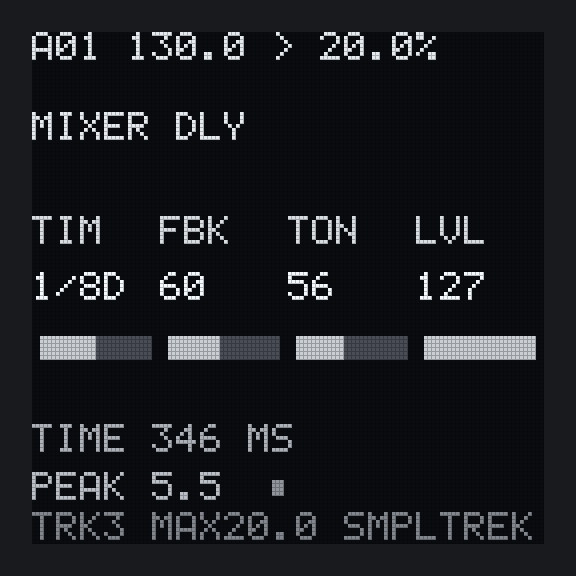 A01 130.0 > 20.0%
MIXER DLY
TIM FBK TON LVL
1/8D 60 56 127
TIME 346 MS
PEAK 5.5
TRK3 MAX20.0 SMPLTREK